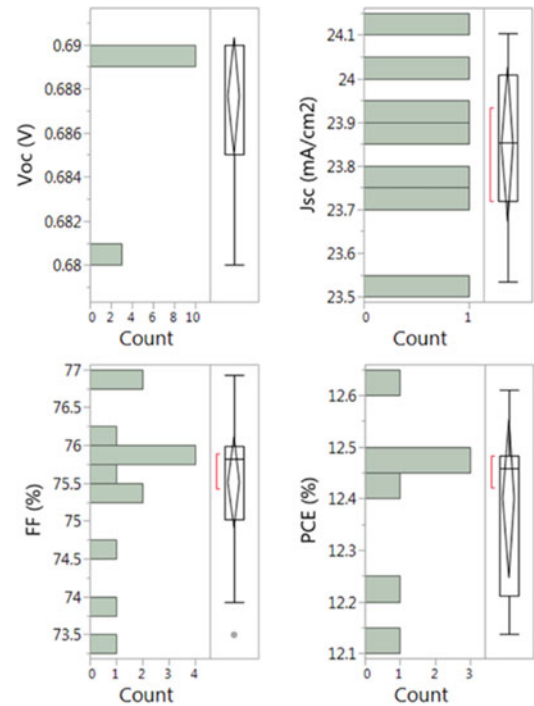 Voc (V)
0.69
0.688
0.686
0.684
0.682
0.68
0 2 4 6 8 10
Count
Jsc (mA/cm2)
24.1
24
23.9
23.8
23.7
23.6
23.5
0 1
Count
FF (%)
77
76.5
76
75.5
75
74.5
74
73.5
0 1 2 3 4
Count
PCE (%)
12.6
12.5
12.4
12.3
12.2
12.1
0 1 2 3
Count